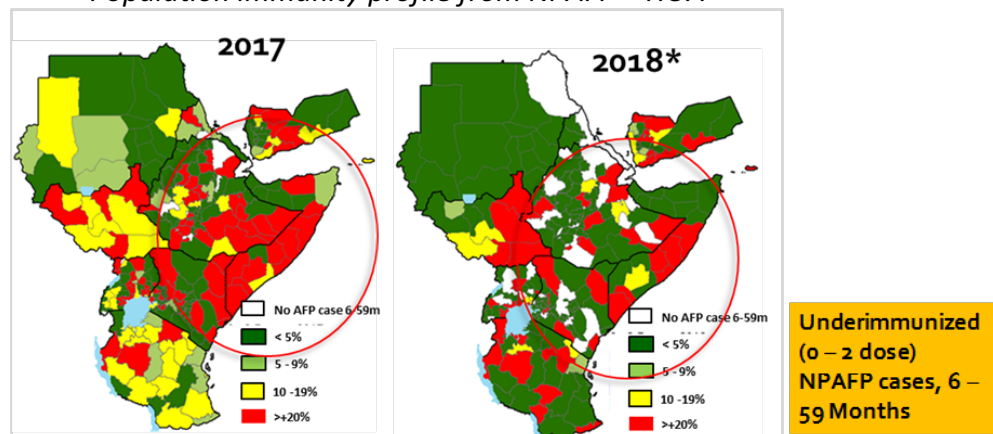 2017
2018*
No AFP case 6-59m
< 5%
5 - 9%
10 -19%
>+20%
No AFP case 6-59m
< 5%
5 - 9%
10 -19%
>+20%
Underimmunized
(0 – 2 dose)
NPAFP cases, 6 –
59 Months